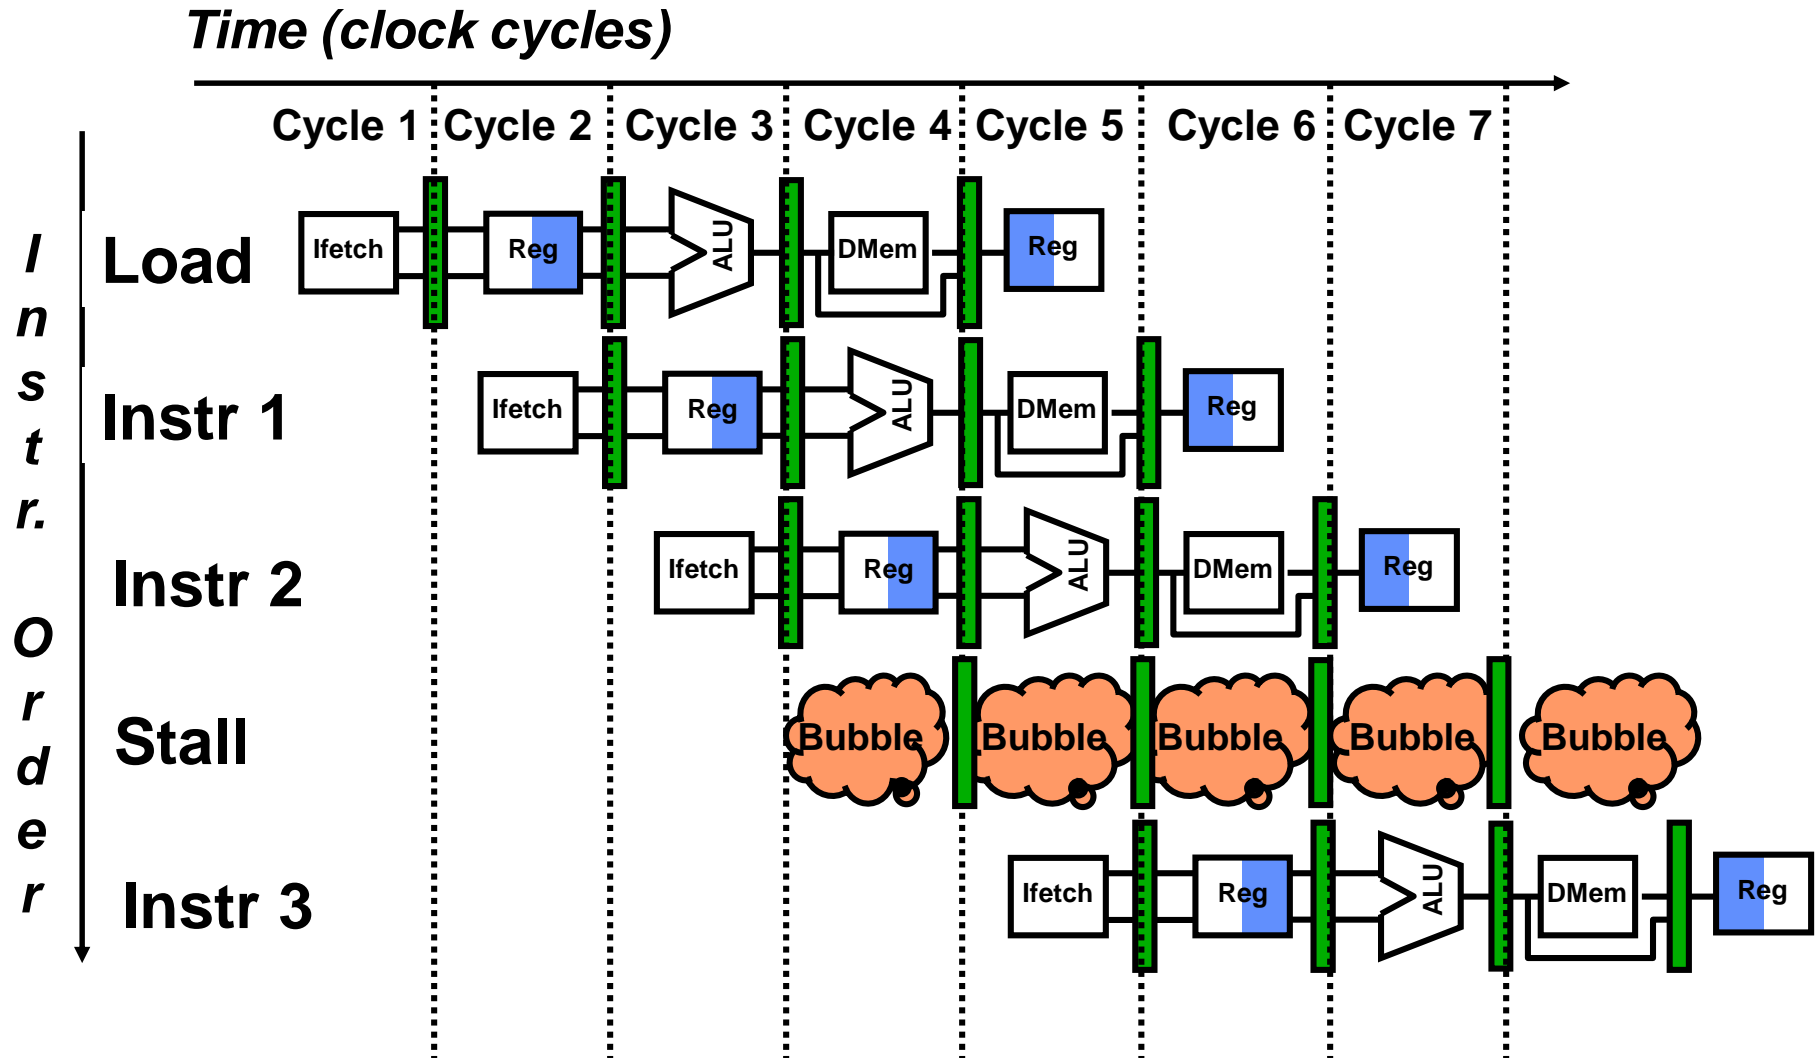 Time (clock cycles)
Cycle 1 Cycle 2 Cycle 3 Cycle 4 Cycle 5 Cycle 6 Cycle 7
Instr. Order
Load Ifetch Reg ALU DMem Reg
Instr 1 Ifetch Reg ALU DMem Reg
Instr 2 Ifetch Reg ALU DMem Reg
Stall Bubble Bubble Bubble Bubble Bubble
Instr 3 Ifetch Reg ALU DMem Reg